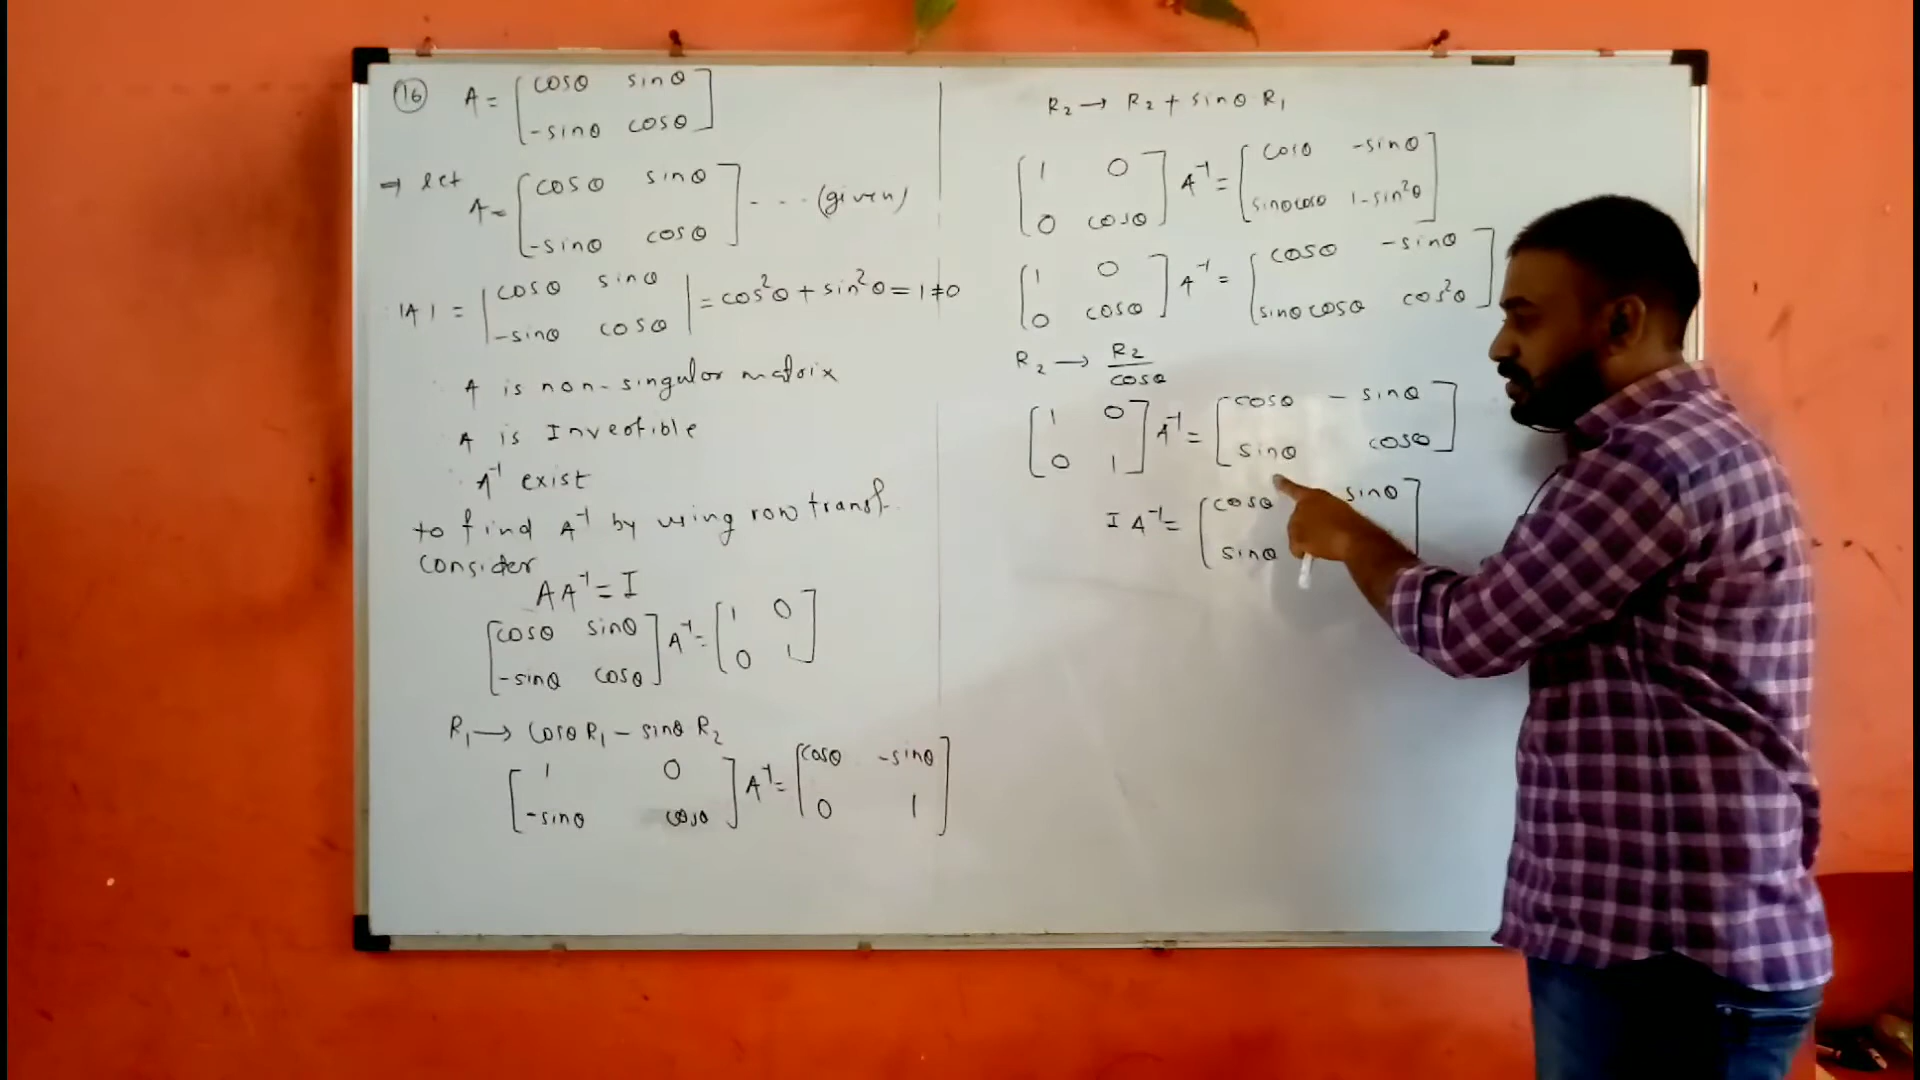 16 A = [cosθ sinθ
-sinθ cosθ]
⇒ let A = [cosθ sinθ
-sinθ cosθ] - - - - (given)
|A| = |cosθ sinθ
-sinθ cosθ| = cos²θ + sin²θ = 1 ≠ 0
A is non-singular matrix
A is Invertible
A⁻¹ exist
to find A⁻¹ by using row transf.
consider
AA⁻¹ = I
[cosθ sinθ
-sinθ cosθ] A⁻¹ = [1 0
0 1]
R₁ → cosθ R₁ - sinθ R₂
[1 0
-sinθ cosθ] A⁻¹ = [cosθ -sinθ
0 1]
R₂ → R₂ + sinθ R₁
[1 0
0 cosθ] A⁻¹ = [cosθ -sinθ
sinθcosθ 1-sin²θ]
[1 0
0 cosθ] A⁻¹ = [cosθ -sinθ
sinθcosθ cos²θ]
R₂ → R₂/cosθ
[1 0
0 1] A⁻¹ = [cosθ -sinθ
sinθ cosθ]
I A⁻¹ = [cosθ sinθ
sinθ ]